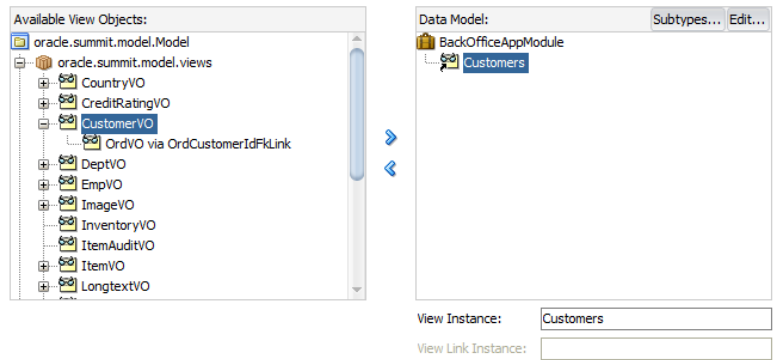 Available View Objects:
oracle.summit.model.Model
oracle.summit.model.views
CountryVO
CreditRatingVO
CustomerVO
OrdVO via OrdCustomerIdFkLink
DeptVO
EmpVO
ImageVO
InventoryVO
ItemAuditVO
ItemVO
LongtextVO
Data Model:
Subtypes... Edit...
BackOfficeAppModule
Customers
View Instance: Customers
View Link Instance: